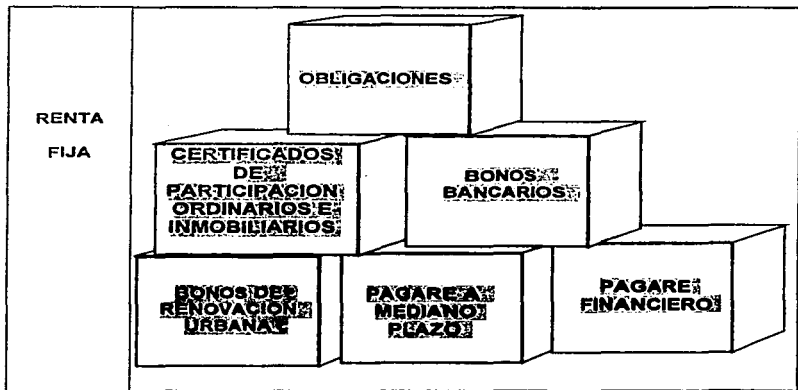 RENTA
FIJA
OBLIGACIONES
CERTIFICADOS
DE
PARTICIPACION
ORDINARIOS E
INMOBILIARIOS
BONOS
BANCARIOS
BONOS DE
RENOVACION
URBANA
PAGARE A
MEDIANO
PLAZO
PAGARE
FINANCIERO